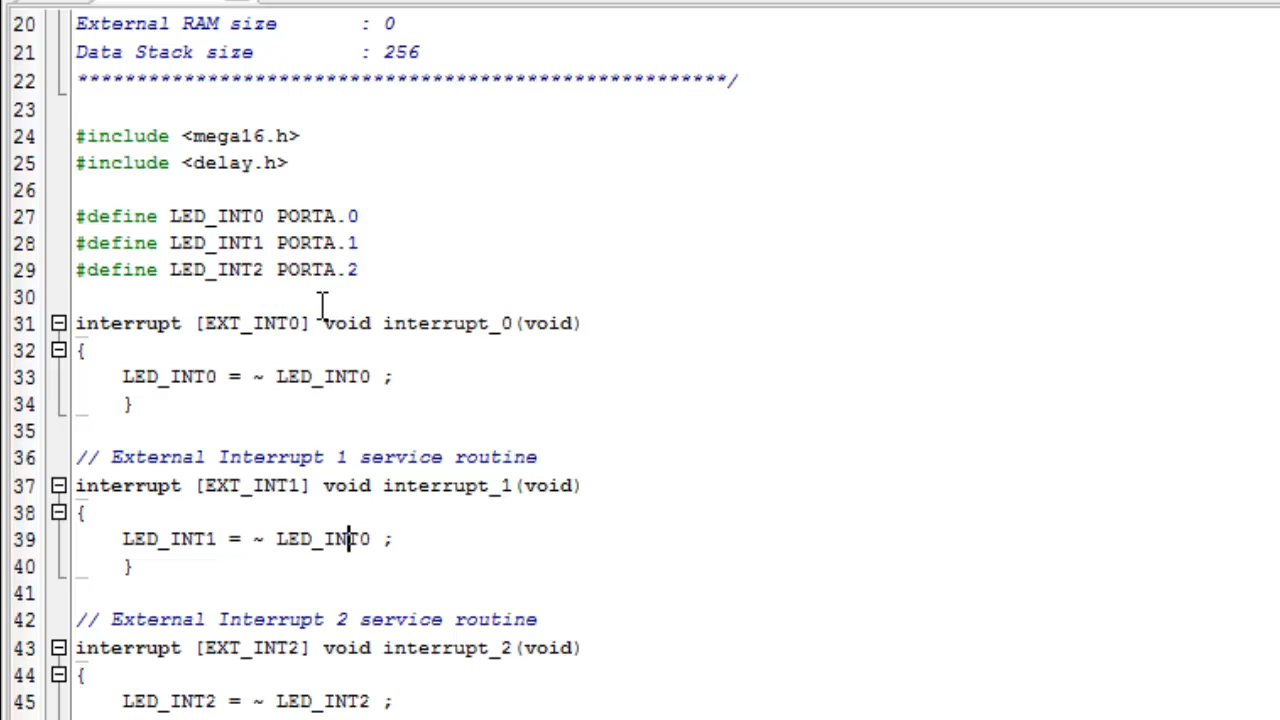 20 External RAM size : 0
21 Data Stack size : 256
22 *******************************************************/
23
24 #include <mega16.h>
25 #include <delay.h>
26
27 #define LED_INT0 PORTA.0
28 #define LED_INT1 PORTA.1
29 #define LED_INT2 PORTA.2
30
31 interrupt [EXT_INT0] void interrupt_0(void)
32 {
33 LED_INT0 = ~ LED_INT0 ;
34 }
35
36 // External Interrupt 1 service routine
37 interrupt [EXT_INT1] void interrupt_1(void)
38 {
39 LED_INT1 = ~ LED_INT0 ;
40 }
41
42 // External Interrupt 2 service routine
43 interrupt [EXT_INT2] void interrupt_2(void)
44 {
45 LED_INT2 = ~ LED_INT2 ;